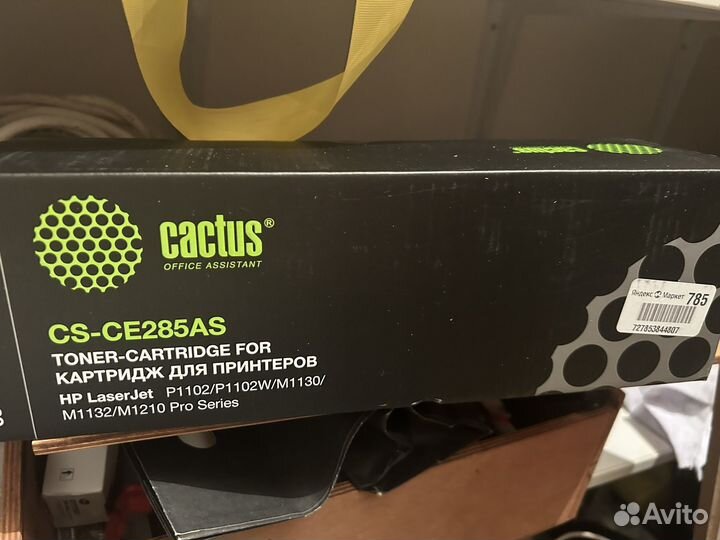 cactus
cactus®
OFFICE ASSISTANT
CS-CE285AS
TONER-CARTRIDGE FOR
КАРТРИДЖ ДЛЯ ПРИНТЕРОВ
HP LaserJet P1102/P1102W/M1130/
M1132/M1210 Pro Series
Яндекс Маркет 785
727853844807
Avito